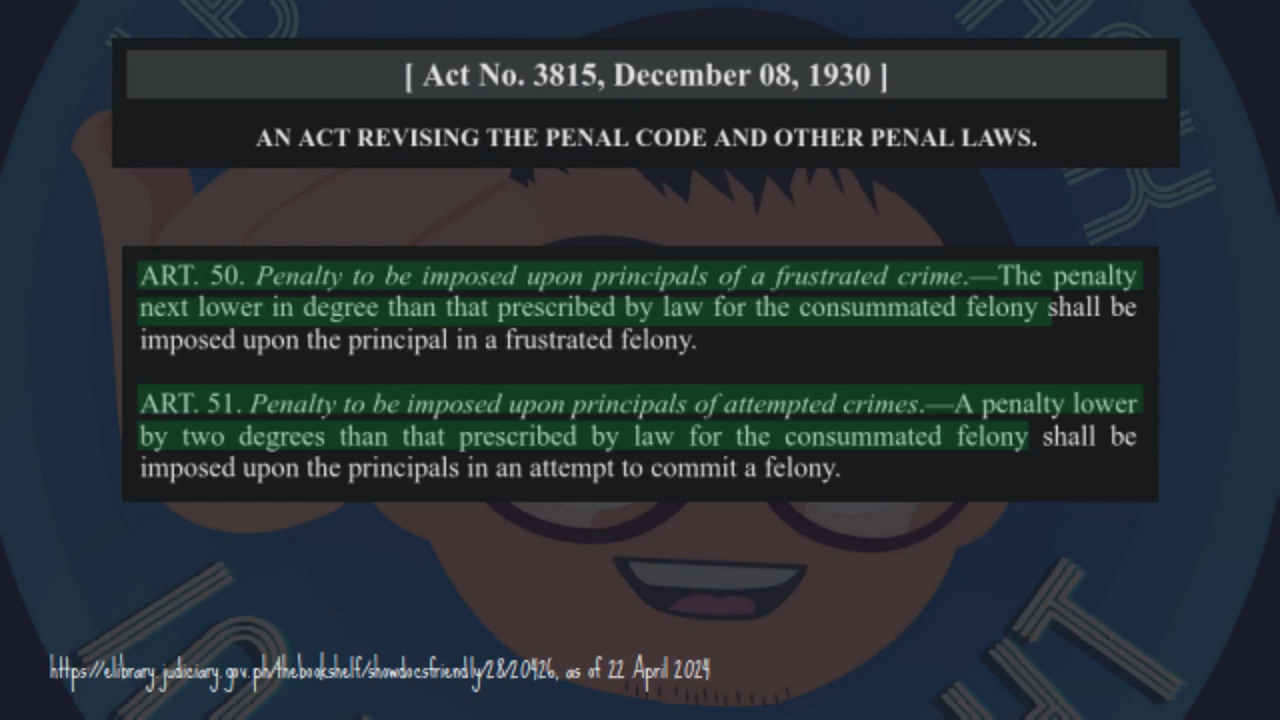 [ Act No. 3815, December 08, 1930 ]
AN ACT REVISING THE PENAL CODE AND OTHER PENAL LAWS.
ART. 50. Penalty to be imposed upon principals of a frustrated crime.—The penalty
next lower in degree than that prescribed by law for the consummated felony shall be
imposed upon the principal in a frustrated felony.
ART. 51. Penalty to be imposed upon principals of attempted crimes.—A penalty lower
by two degrees than that prescribed by law for the consummated felony shall be
imposed upon the principals in an attempt to commit a felony.
https://elibrary.judiciary.gov.ph/thebookshelf/showdocsfriendly/28/20426, as of 22 April 2024